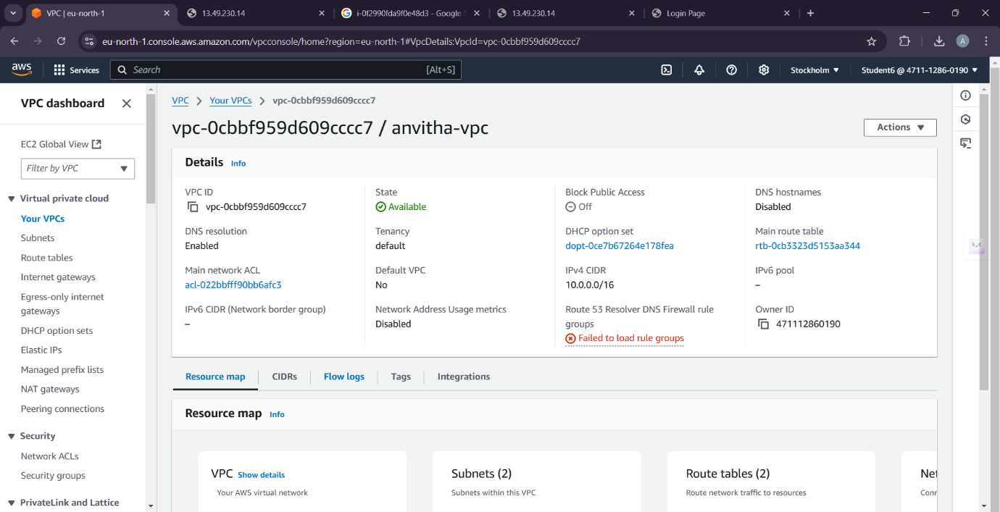 VPC | eu-north-1
13.49.230.14
i-0f2990fda9f0e48d3 - Google
13.49.230.14
Login Page
eu-north-1.console.aws.amazon.com/vpcconsole/home?region=eu-north-1#VpcDetails:VpcId=vpc-0cbbf959d609cccc7
A
aws
Services
Search
[Alt+S]
Stockholm
Student6 @ 4711-1286-0190
VPC dashboard
EC2 Global View
Filter by VPC
Virtual private cloud
Your VPCs
Subnets
Route tables
Internet gateways
Egress-only internet
gateways
DHCP option sets
Elastic IPs
Managed prefix lists
NAT gateways
Peering connections
Security
Network ACLs
Security groups
PrivateLink and Lattice
VPC
Your VPCs
vpc-0cbbf959d609cccc7
vpc-0cbbf959d609cccc7 / anvitha-vpc
Actions
Details Info
VPC ID
vpc-0cbbf959d609cccc7
State
Available
Block Public Access
Off
DNS hostnames
Disabled
DNS resolution
Enabled
Tenancy
default
DHCP option set
dopt-0ce7b67264e178fea
Main route table
rtb-0cb3323d5153aa344
Main network ACL
acl-022bbfff90bb6afc3
Default VPC
No
IPv4 CIDR
10.0.0.0/16
IPv6 pool
–
IPv6 CIDR (Network border group)
–
Network Address Usage metrics
Disabled
Route 53 Resolver DNS Firewall rule
groups
Failed to load rule groups
Owner ID
471112860190
Resource map
CIDRs
Flow logs
Tags
Integrations
Resource map Info
VPC Show details
Your AWS virtual network
Subnets (2)
Subnets within this VPC
Route tables (2)
Route network traffic to resources